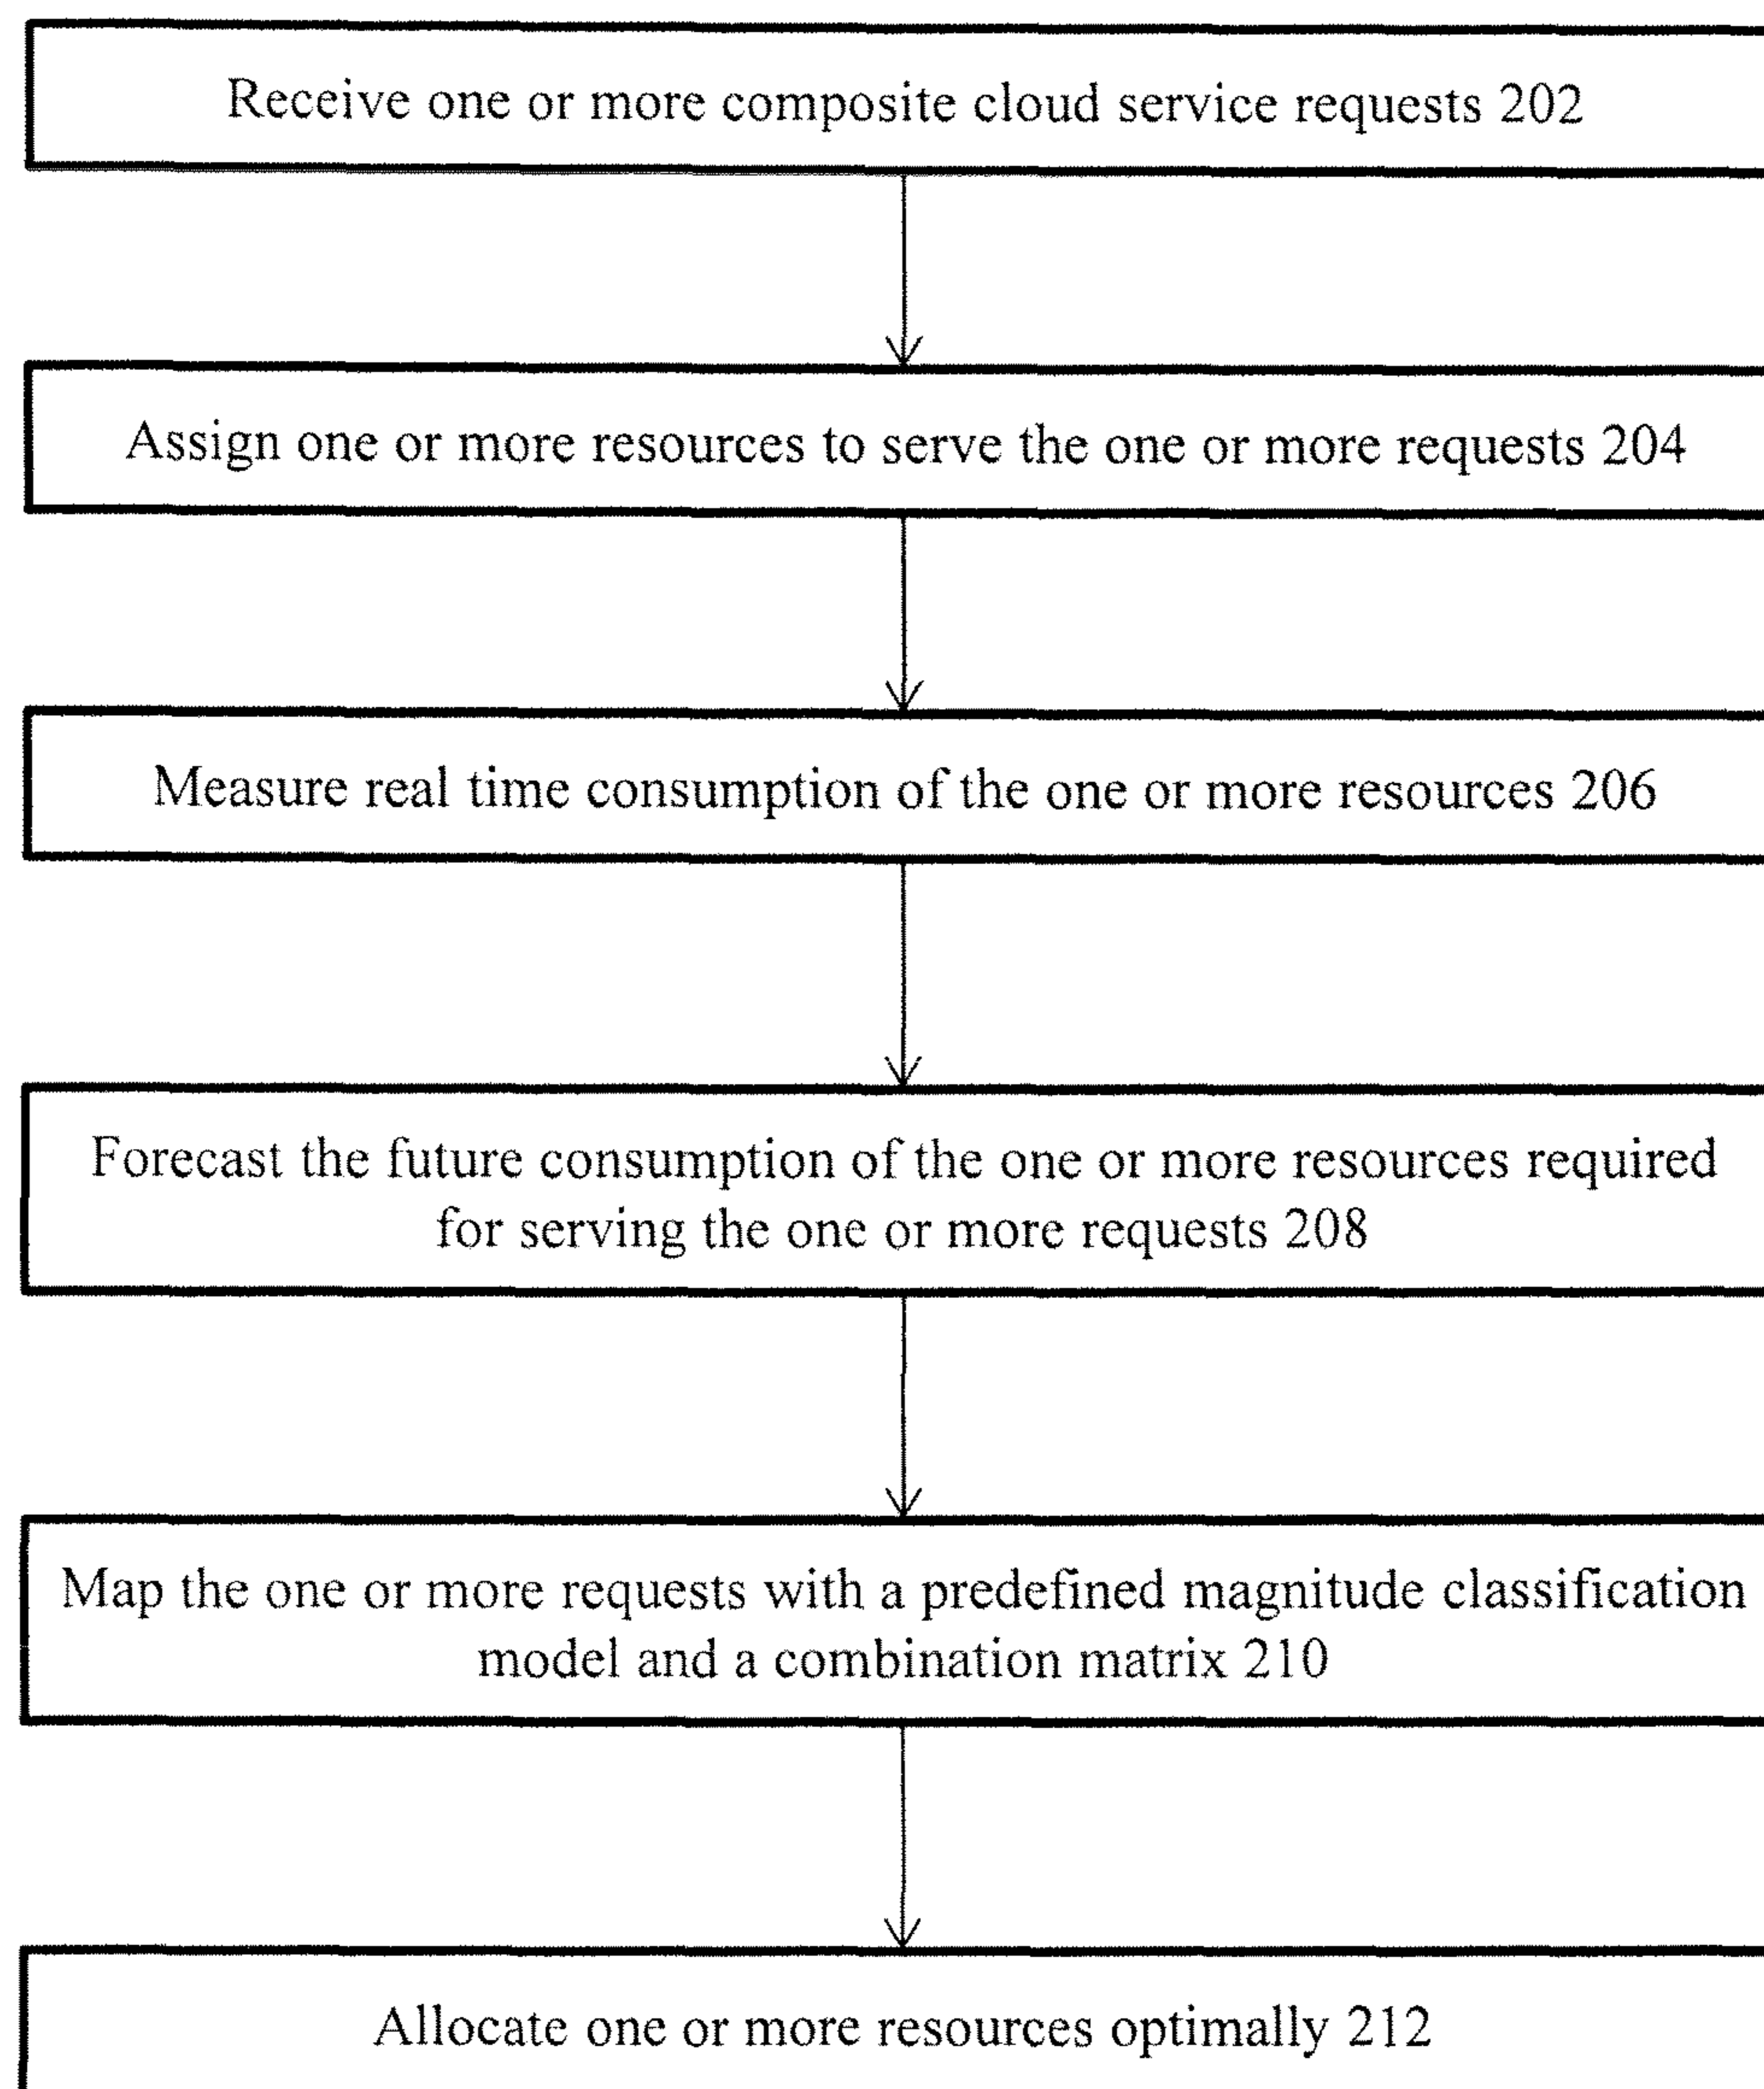 Receive one or more composite cloud service requests 202
Assign one or more resources to serve the one or more requests 204
Measure real time consumption of the one or more resources 206
Forecast the future consumption of the one or more resources required
for serving the one or more requests 208
Map the one or more requests with a predefined magnitude classification
model and a combination matrix 210
Allocate one or more resources optimally 212